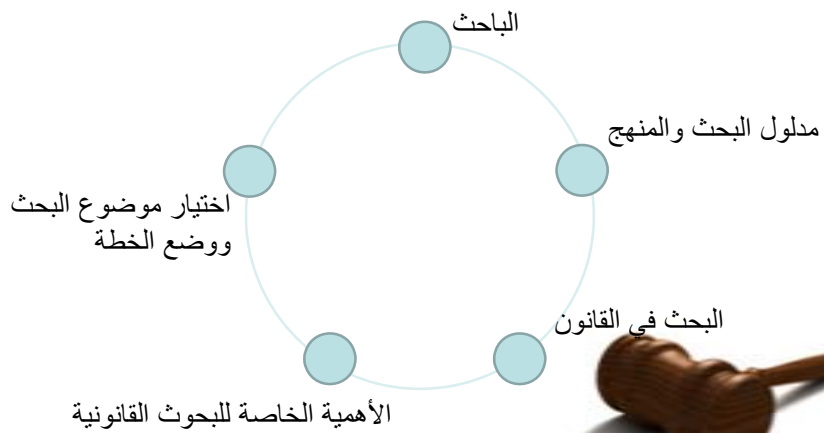 الباحث
مدلول البحث والمنهج
البحث في القانون
الأهمية الخاصة للبحوث القانونية
اختيار موضوع البحث
ووضع الخطة